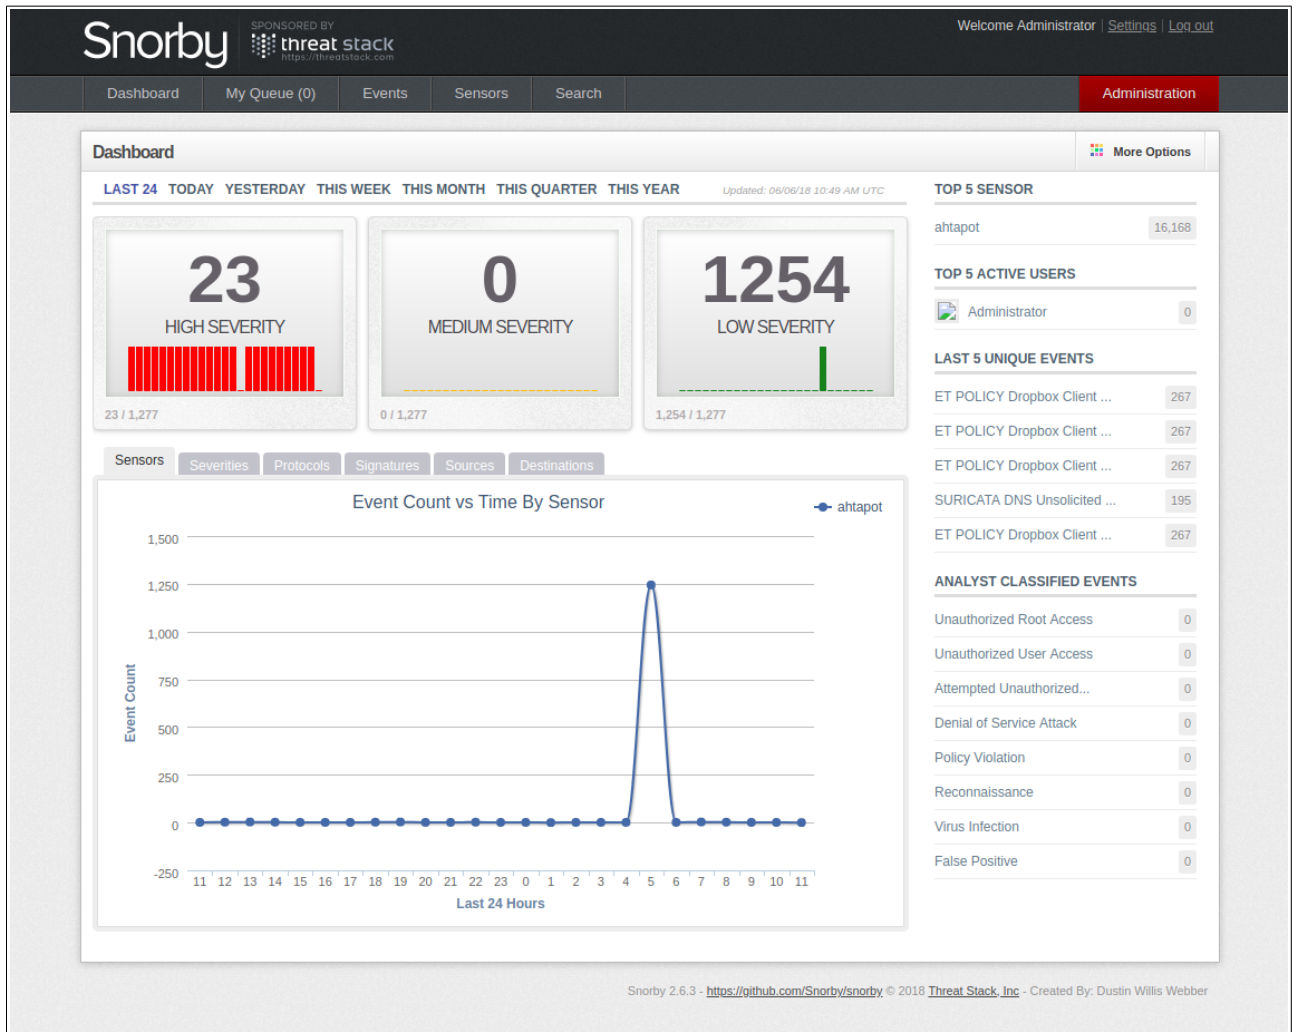 Snorby
SPONSORED BY
threat stack
https://threatstack.com
Welcome Administrator | Settings | Log out
Dashboard My Queue (0) Events Sensors Search Administration
Dashboard
More Options
LAST 24 TODAY YESTERDAY THIS WEEK THIS MONTH THIS QUARTER THIS YEAR Updated: 06/06/18 10:49 AM UTC
23
HIGH SEVERITY
23 / 1,277
0
MEDIUM SEVERITY
0 / 1,277
1254
LOW SEVERITY
1,254 / 1,277
Sensors Severities Protocols Signatures Sources Destinations
Event Count vs Time By Sensor
ahtapot
Event Count
1,500
1,250
1,000
750
500
250
0
-250
11 12 13 14 15 16 17 18 19 20 21 22 23 0 1 2 3 4 5 6 7 8 9 10 11
Last 24 Hours
TOP 5 SENSOR
ahtapot 16,168
TOP 5 ACTIVE USERS
Administrator 0
LAST 5 UNIQUE EVENTS
ET POLICY Dropbox Client ... 267
ET POLICY Dropbox Client ... 267
ET POLICY Dropbox Client ... 267
SURICATA DNS Unsolicited ... 195
ET POLICY Dropbox Client ... 267
ANALYST CLASSIFIED EVENTS
Unauthorized Root Access 0
Unauthorized User Access 0
Attempted Unauthorized... 0
Denial of Service Attack 0
Policy Violation 0
Reconnaissance 0
Virus Infection 0
False Positive 0
Snorby 2.6.3 - https://github.com/Snorby/snorby © 2018 Threat Stack, Inc - Created By: Dustin Willis Webber